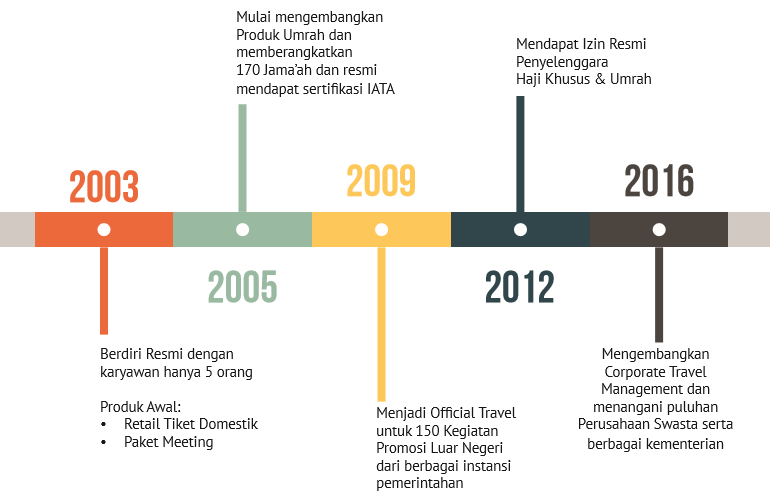 2003
Berdiri Resmi dengan
karyawan hanya 5 orang
Produk Awal:
• Retail Tiket Domestik
• Paket Meeting
Mulai mengembangkan
Produk Umrah dan
memberangkatkan
170 Jama'ah dan resmi
mendapat sertifikasi IATA
2005
2009
Menjadi Official Travel
untuk 150 Kegiatan
Promosi Luar Negeri
dari berbagai instansi
pemerintahan
Mendapat Izin Resmi
Penyelenggara
Haji Khusus & Umrah
2012
2016
Mengembangkan
Corporate Travel
Management dan
menangani puluhan
Perusahaan Swasta serta
berbagai kementerian